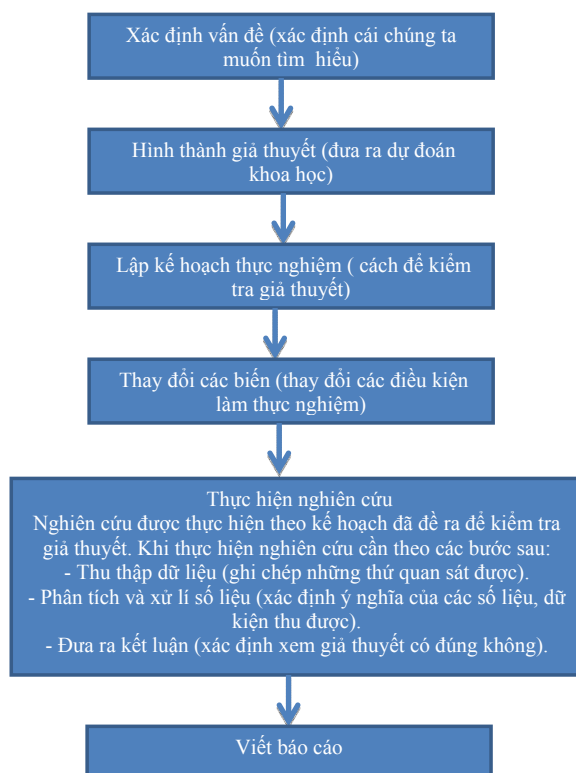 Xác định vấn đề (xác định cái chúng ta
muốn tìm hiểu)
Hình thành giả thuyết (đưa ra dự đoán
khoa học)
Lập kế hoạch thực nghiệm ( cách để kiểm
tra giả thuyết)
Thay đổi các biến (thay đổi các điều kiện
làm thực nghiệm)
Thực hiện nghiên cứu
Nghiên cứu được thực hiện theo kế hoạch đã đề ra để kiểm tra
giả thuyết. Khi thực hiện nghiên cứu cần theo các bước sau:
- Thu thập dữ liệu (ghi chép những thứ quan sát được).
- Phân tích và xử lí số liệu (xác định ý nghĩa của các số liệu, dữ
kiện thu được).
- Đưa ra kết luận (xác định xem giả thuyết có đúng không).
Viết báo cáo